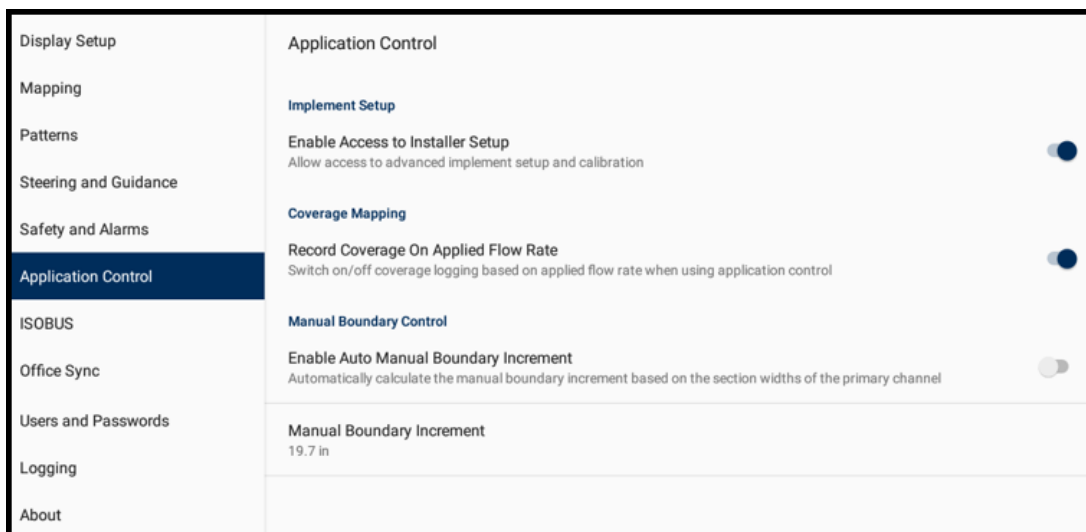 Display Setup
Mapping
Patterns
Steering and Guidance
Safety and Alarms
Application Control
ISOBUS
Office Sync
Users and Passwords
Logging
About
Application Control
Implement Setup
Enable Access to Installer Setup
Allow access to advanced implement setup and calibration
Coverage Mapping
Record Coverage On Applied Flow Rate
Switch on/off coverage logging based on applied flow rate when using application control
Manual Boundary Control
Enable Auto Manual Boundary Increment
Automatically calculate the manual boundary increment based on the section widths of the primary channel
Manual Boundary Increment
19.7 in